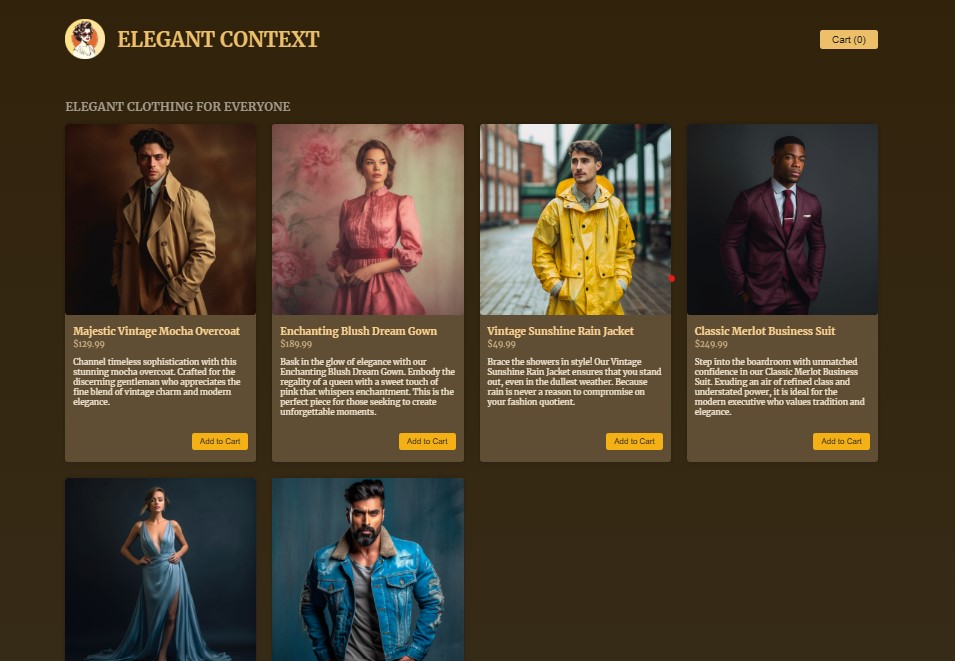 ELEGANT CONTEXT
Cart (0)
ELEGANT CLOTHING FOR EVERYONE
Majestic Vintage Mocha Overcoat
$129.99
Channel timeless sophistication with this
stunning mocha overcoat. Crafted for the
discerning gentleman who appreciates the
fine blend of vintage charm and modern
elegance.
Add to Cart
Enchanting Blush Dream Gown
$189.99
Bask in the glow of elegance with our
Enchanting Blush Dream Gown. Embody the
regality of a queen with a sweet touch of
pink that whispers enchantment. This is the
perfect piece for those seeking to create
unforgettable moments.
Add to Cart
Vintage Sunshine Rain Jacket
$49.99
Brace the showers in style! Our Vintage
Sunshine Rain Jacket ensures that you stand
out, even in the dullest weather. Because
rain is never a reason to compromise on
your fashion quotient.
Add to Cart
Classic Merlot Business Suit
$249.99
Step into the boardroom with unmatched
confidence in our Classic Merlot Business
Suit. Exuding an air of refined class and
understated power, it is ideal for the
modern executive who values tradition and
elegance.
Add to Cart